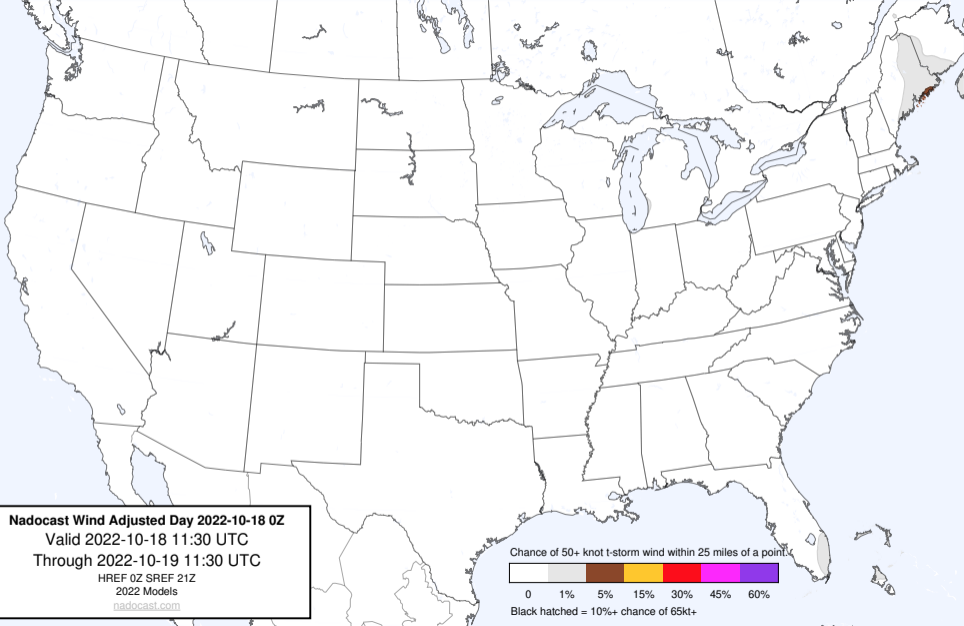 Nadocast Wind Adjusted Day 2022-10-18 0Z
Valid 2022-10-18 11:30 UTC
Through 2022-10-19 11:30 UTC
HREF 0Z SREF 21Z
2022 Models
nadocast.com
Chance of 50+ knot t-storm wind within 25 miles of a point.
0 1% 5% 15% 30% 45% 60%
Black hatched = 10%+ chance of 65kt+